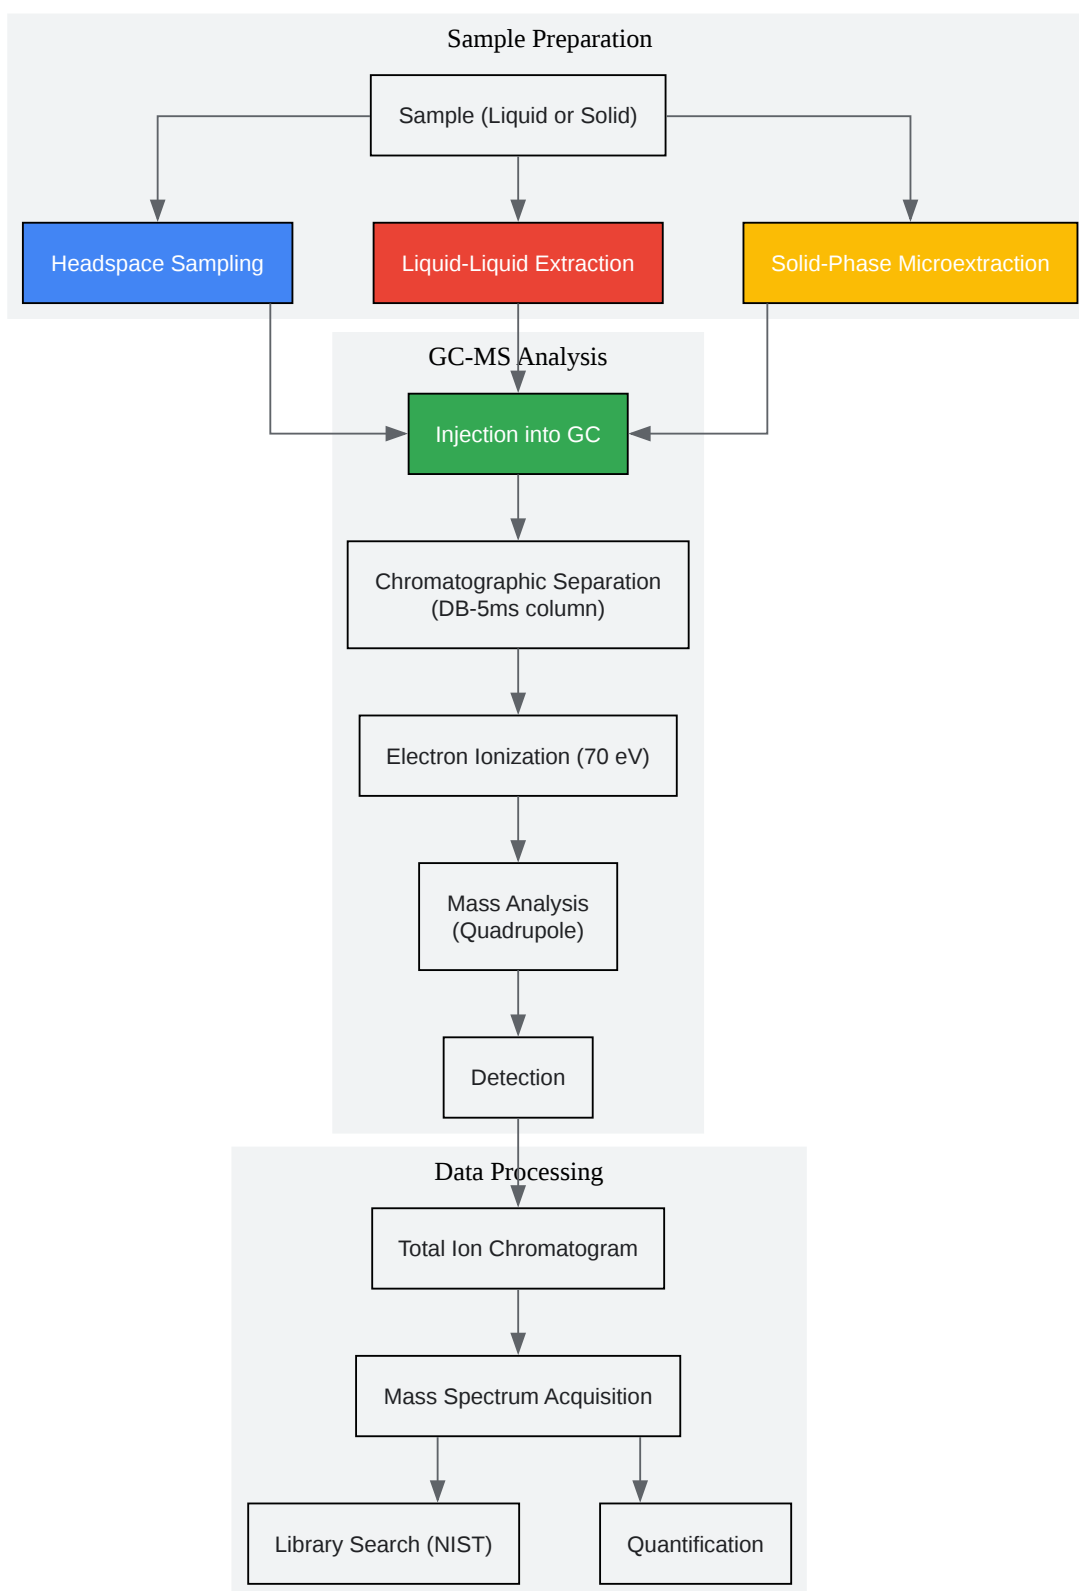 Sample Preparation
Sample (Liquid or Solid)
Headspace Sampling
Liquid-Liquid Extraction
Solid-Phase Microextraction
GC-MS Analysis
Injection into GC
Chromatographic Separation
(DB-5ms column)
Electron Ionization (70 eV)
Mass Analysis
(Quadrupole)
Detection
Data Processing
Total Ion Chromatogram
Mass Spectrum Acquisition
Library Search (NIST)
Quantification